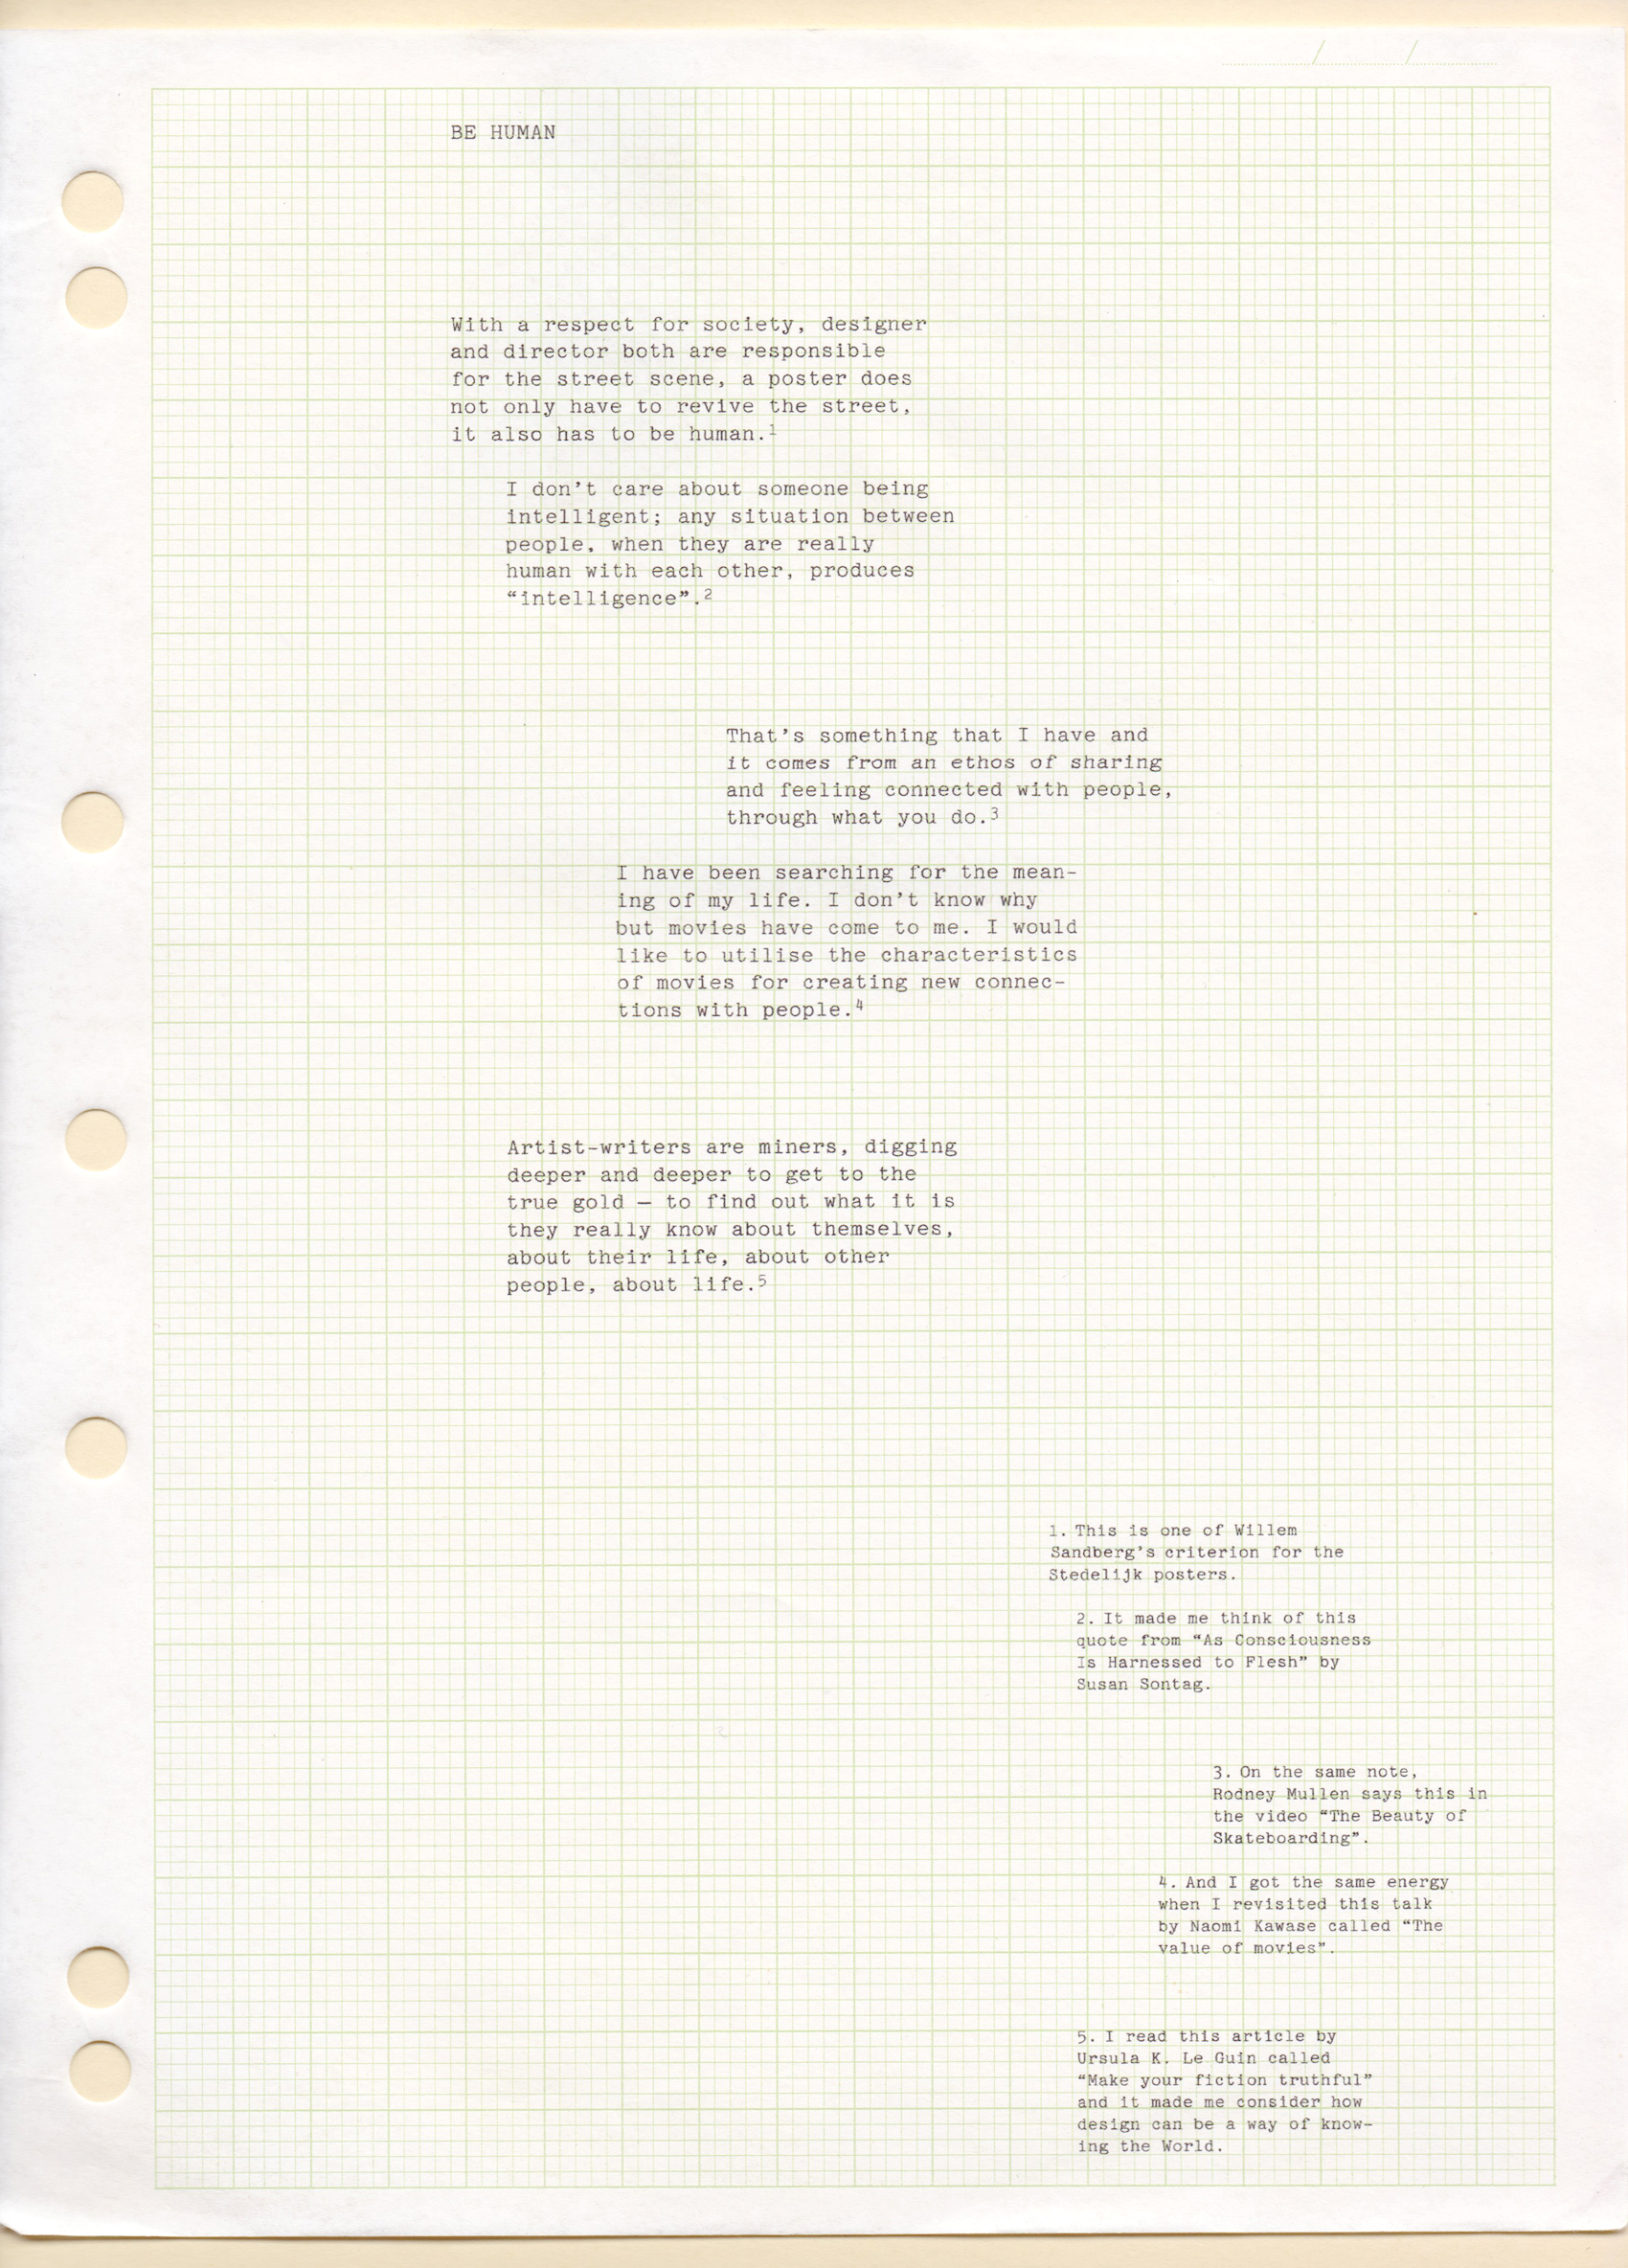 BE HUMAN
With a respect for society, designer
and director both are responsible
for the street scene, a poster does
not only have to revive the street,
it also has to be human.¹
I don’t care about someone being
intelligent; any situation between
people, when they are really
human with each other, produces
“intelligence”.²
That’s something that I have and
it comes from an ethos of sharing
and feeling connected with people,
through what you do.³
I have been searching for the mean-
ing of my life. I don’t know why
but movies have come to me. I would
like to utilise the characteristics
of movies for creating new connec-
tions with people.⁴
Artist-writers are miners, digging
deeper and deeper to get to the
true gold — to find out what it is
they really know about themselves,
about their life, about other
people, about life.⁵
1. This is one of Willem
Sandberg’s criterion for the
Stedelijk posters.
2. It made me think of this
quote from “As Consciousness
Is Harnessed to Flesh” by
Susan Sontag.
3. On the same note,
Rodney Mullen says this in
the video “The Beauty of
Skateboarding”.
4. And I got the same energy
when I revisited this talk
by Naomi Kawase called “The
value of movies”.
5. I read this article by
Ursula K. Le Guin called
“Make your fiction truthful”
and it made me consider how
design can be a way of know-
ing the World.